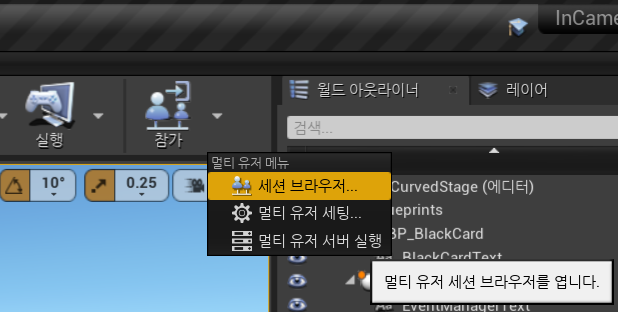 InCame
월드 아웃라이너
레이어
실행
참가
검색...
10°
0.25
멀티 유저 메뉴
세션 브라우저...
멀티 유저 세팅...
멀티 유저 서버 실행
CurvedStage (에디터)
ueprints
BP_BlackCard
BlackCardText
멀티 유저 세션 브라우저를 엽니다.
EventManagerText